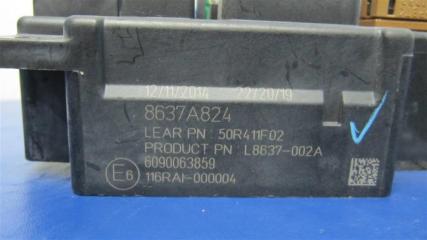 12/11/2014 22/20/19
8637A824
LEAR PN : 50R411F02
PRODUCT PN : L8637-002A
6090063859
E6 116RAI-000004